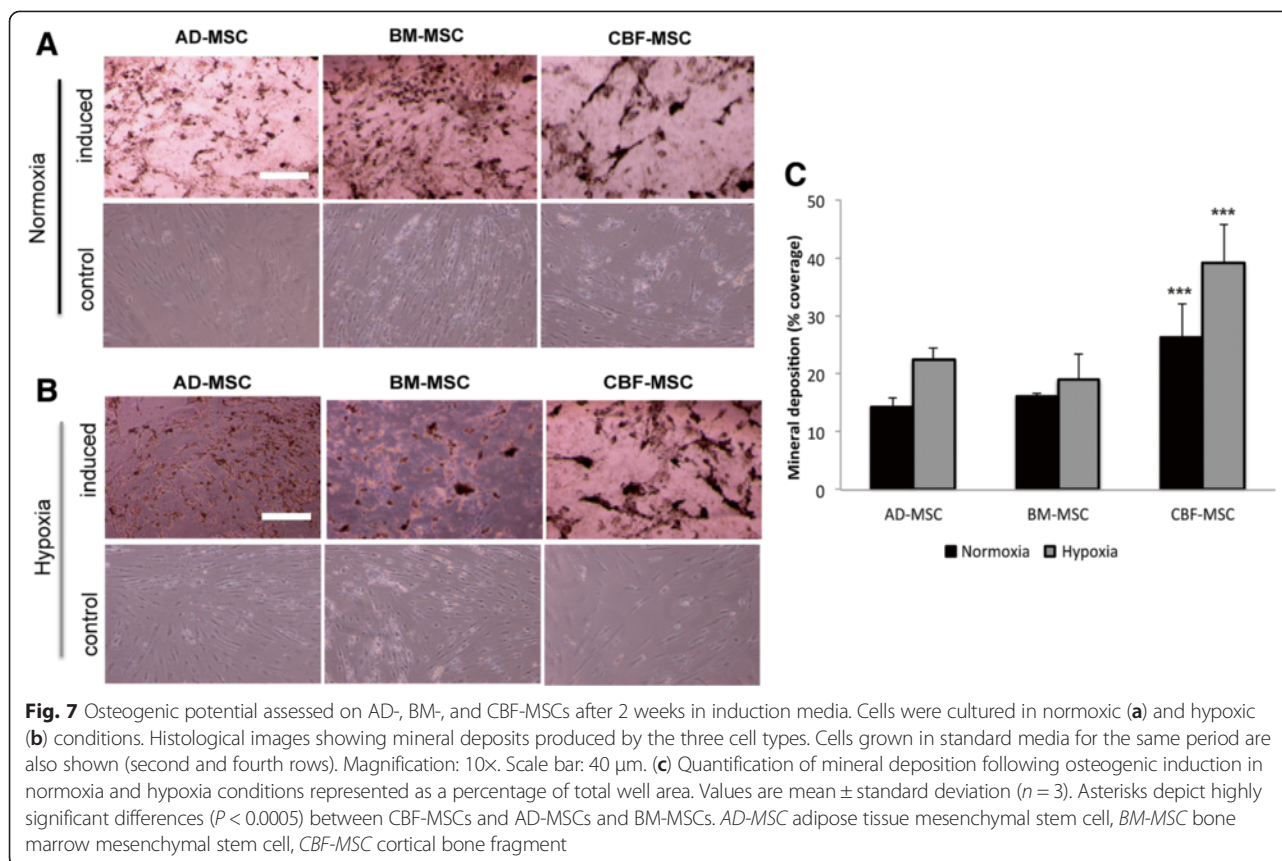 A
AD-MSC BM-MSC CBF-MSC
Normoxia
induced
control
B
AD-MSC BM-MSC CBF-MSC
Hypoxia
induced
control
C
Mineral deposition (% coverage)
50
40
30
20
10
0
*** ***
AD-MSC BM-MSC CBF-MSC
Normoxia Hypoxia
Fig. 7 Osteogenic potential assessed on AD-, BM-, and CBF-MSCs after 2 weeks in induction media. Cells were cultured in normoxic (a) and hypoxic
(b) conditions. Histological images showing mineral deposits produced by the three cell types. Cells grown in standard media for the same period are
also shown (second and fourth rows). Magnification: 10×. Scale bar: 40 μm. (c) Quantification of mineral deposition following osteogenic induction in
normoxia and hypoxia conditions represented as a percentage of total well area. Values are mean ± standard deviation (n = 3). Asterisks depict highly
significant differences (P < 0.0005) between CBF-MSCs and AD-MSCs and BM-MSCs. AD-MSC adipose tissue mesenchymal stem cell, BM-MSC bone
marrow mesenchymal stem cell, CBF-MSC cortical bone fragment